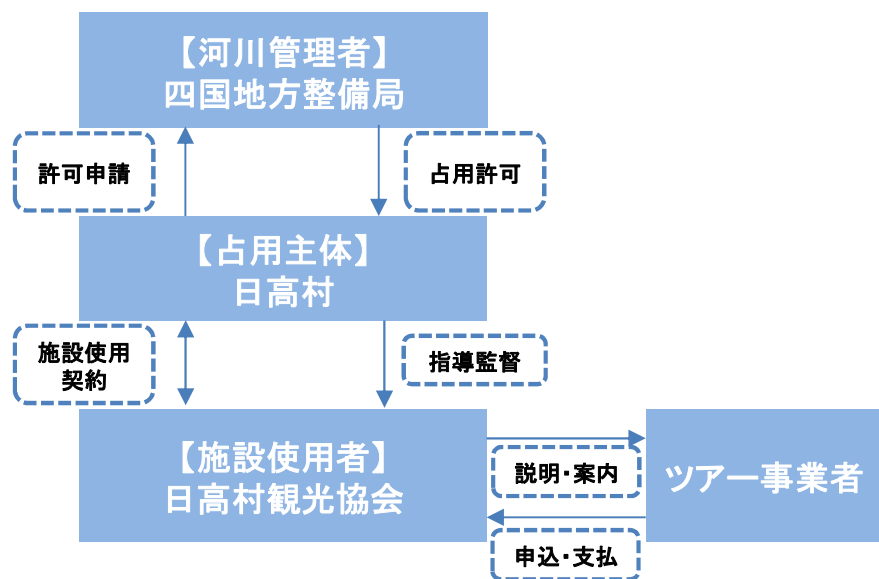 【河川管理者】
四国地方整備局
許可申請
占用許可
【占用主体】
日高村
施設使用
契約
指導監督
【施設使用者】
日高村観光協会
説明・案内
ツアー事業者
申込・支払